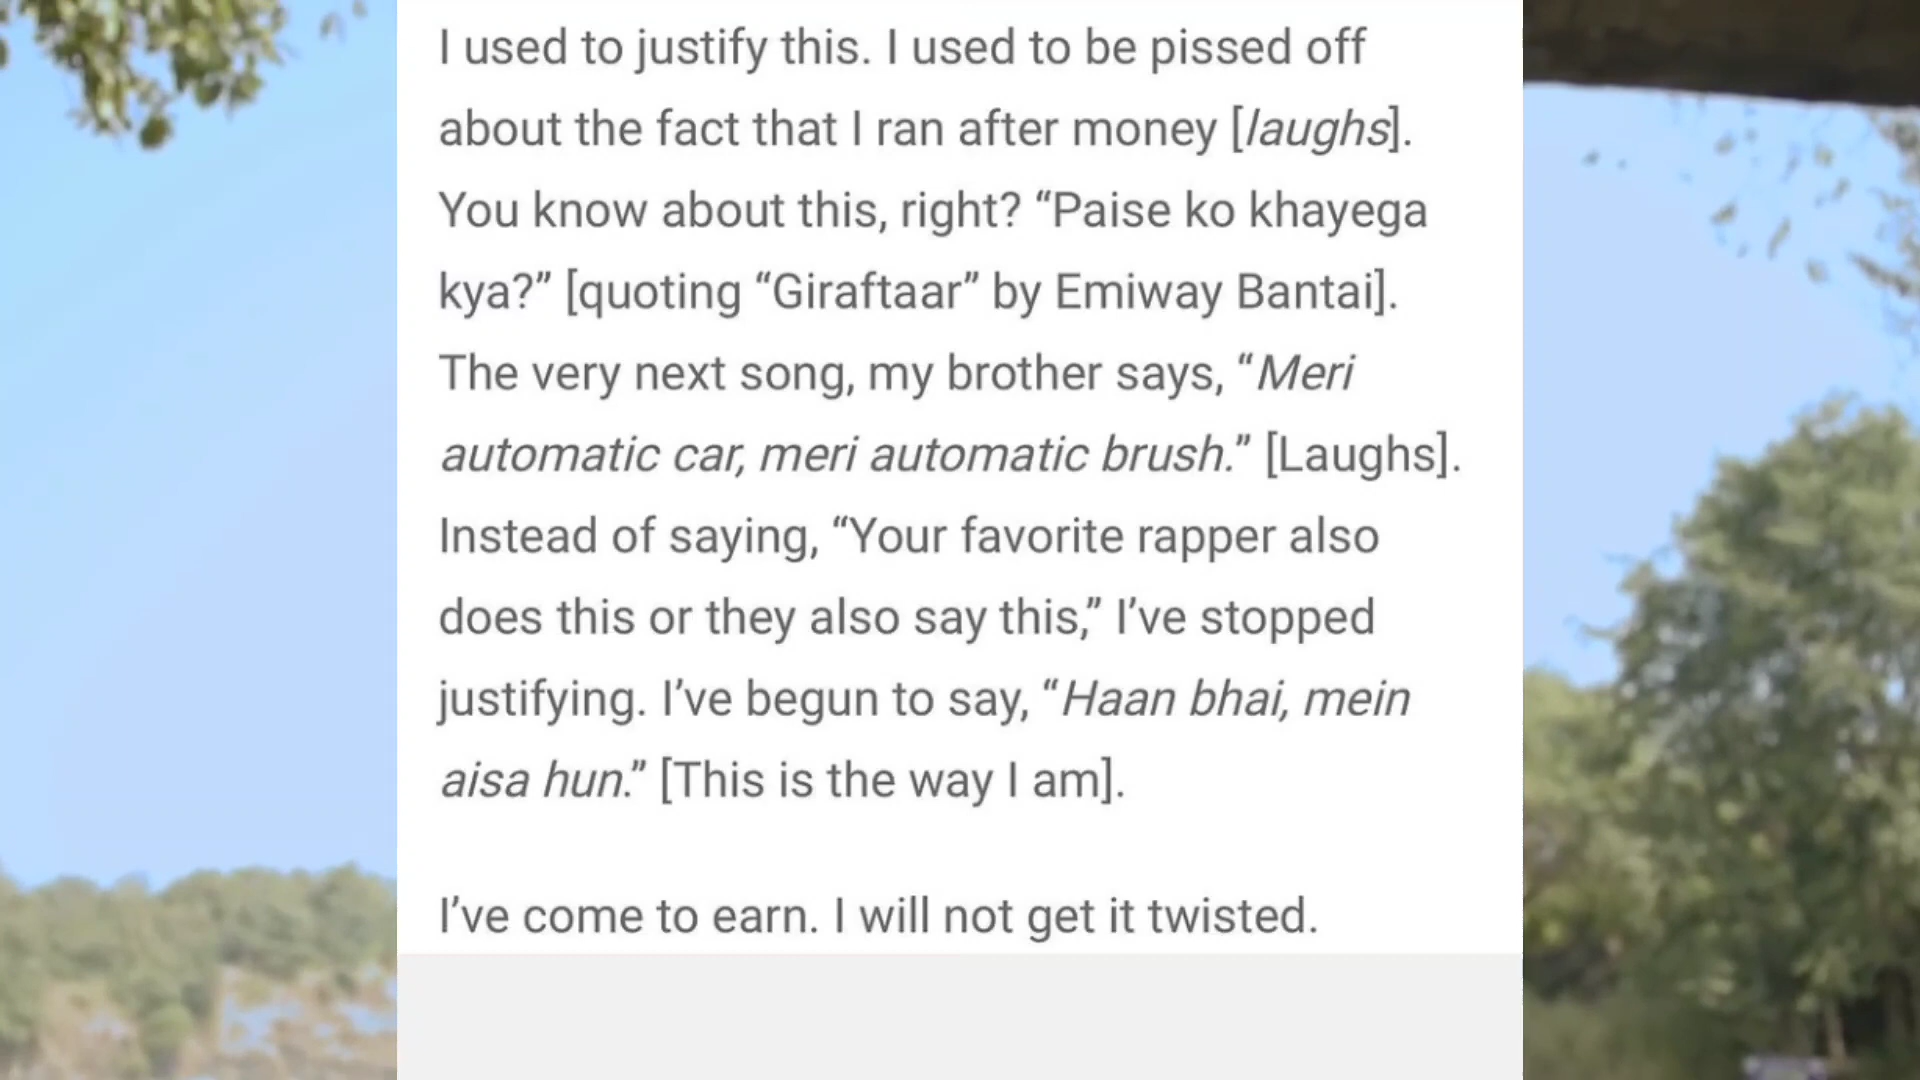 I used to justify this. I used to be pissed off
about the fact that I ran after money [laughs].
You know about this, right? “Paise ko khayega
kya?” [quoting “Giraftaar” by Emiway Bantai].
The very next song, my brother says, “Meri
automatic car, meri automatic brush.” [Laughs].
Instead of saying, “Your favorite rapper also
does this or they also say this,” I’ve stopped
justifying. I’ve begun to say, “Haan bhai, mein
aisa hun.” [This is the way I am].
I’ve come to earn. I will not get it twisted.